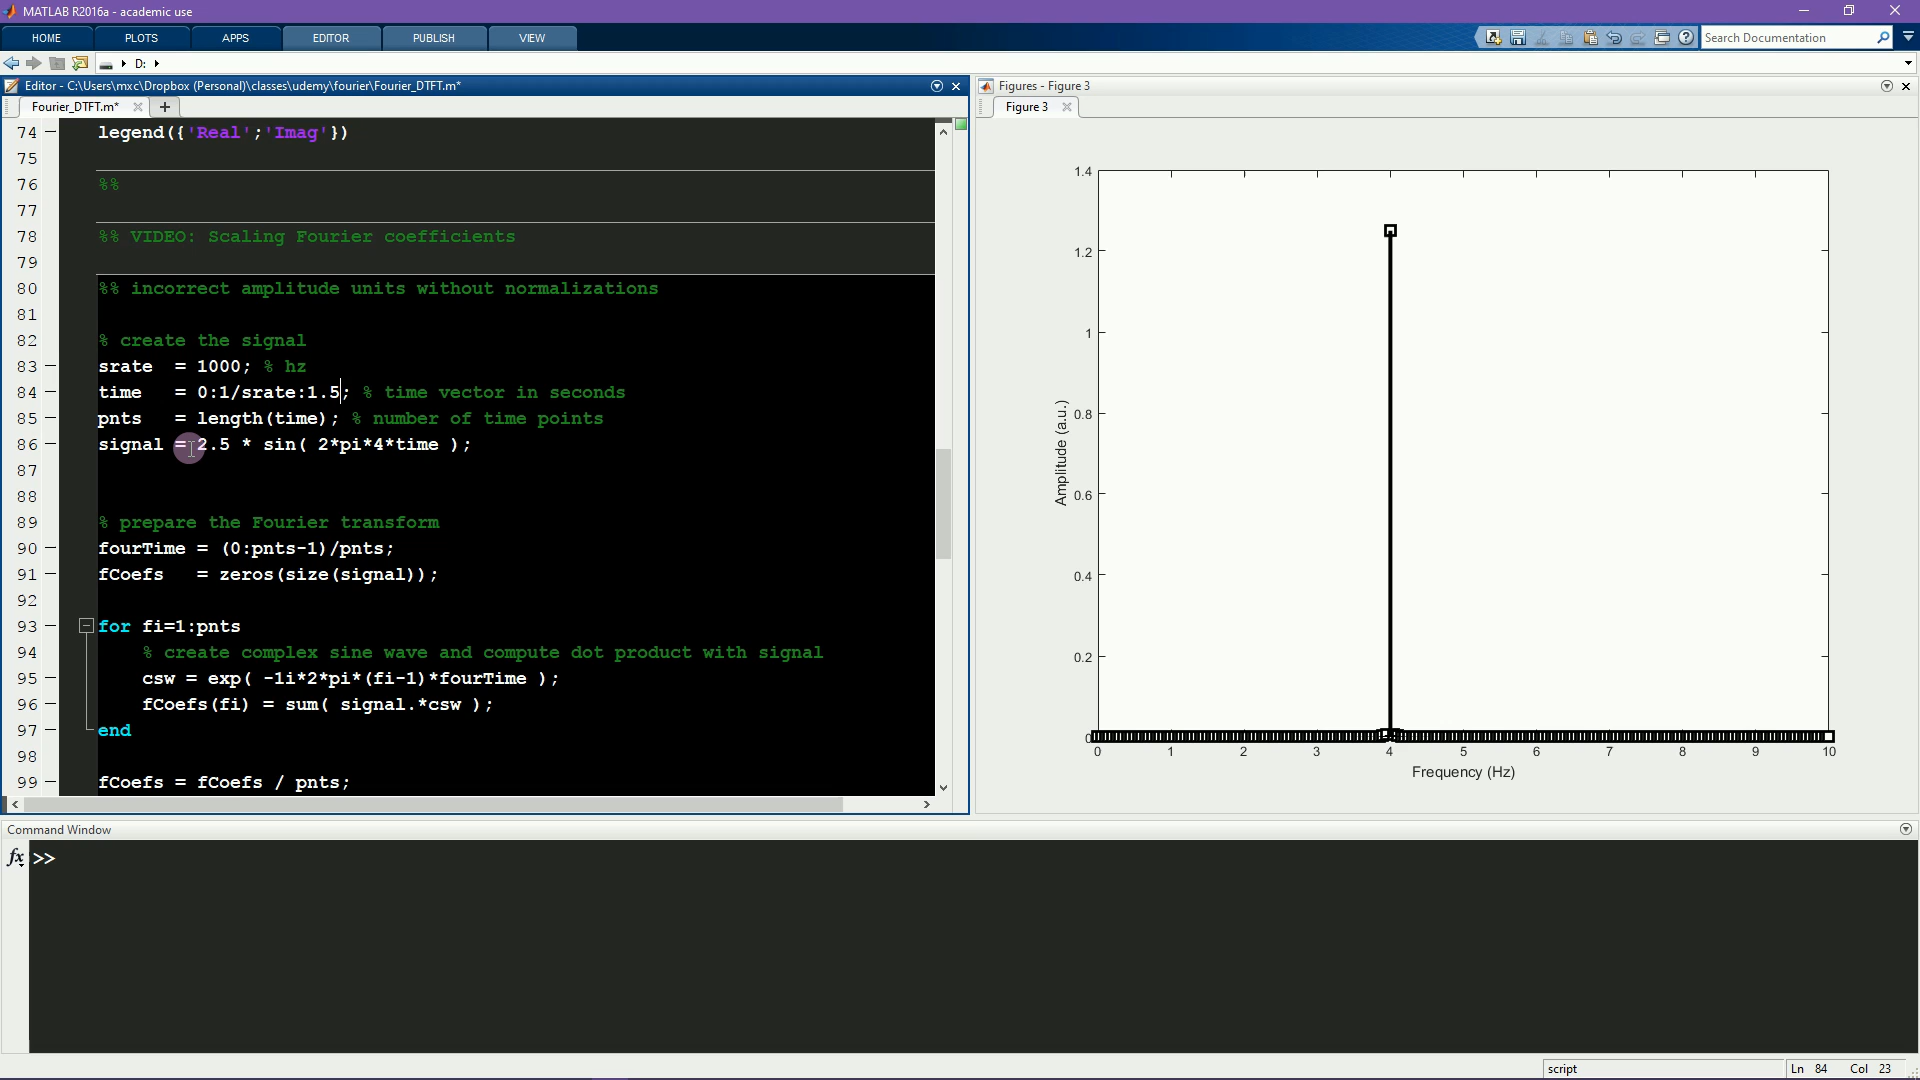 MATLAB R2016a - academic use
HOME PLOTS APPS EDITOR PUBLISH VIEW Search Documentation
D:
Editor - C:\Users\mxc\Dropbox (Personal)\classes\udemy\fourier\Fourier_DTFT.m*
Fourier_DTFT.m* +
74 legend({'Real';'Imag'})
75
76 %%
77
78 %% VIDEO: Scaling Fourier coefficients
79
80 %% incorrect amplitude units without normalizations
81
82 % create the signal
83 srate = 1000; % hz
84 time = 0:1/srate:1.5; % time vector in seconds
85 pnts = length(time); % number of time points
86 signal = 2.5 * sin( 2*pi*4*time );
87
88
89 % prepare the Fourier transform
90 fourTime = (0:pnts-1)/pnts;
91 fCoefs = zeros(size(signal));
92
93 for fi=1:pnts
94 % create complex sine wave and compute dot product with signal
95 csw = exp( -1i*2*pi*(fi-1)*fourTime );
96 fCoefs(fi) = sum( signal.*csw );
97 end
98
99 fCoefs = fCoefs / pnts;
Figures - Figure 3
Figure 3
1.4
1.2
1
0.8
0.6
0.4
0.2
0
Amplitude (a.u.)
0 1 2 3 4 5 6 7 8 9 10
Frequency (Hz)
Command Window
fx >>
script Ln 84 Col 23